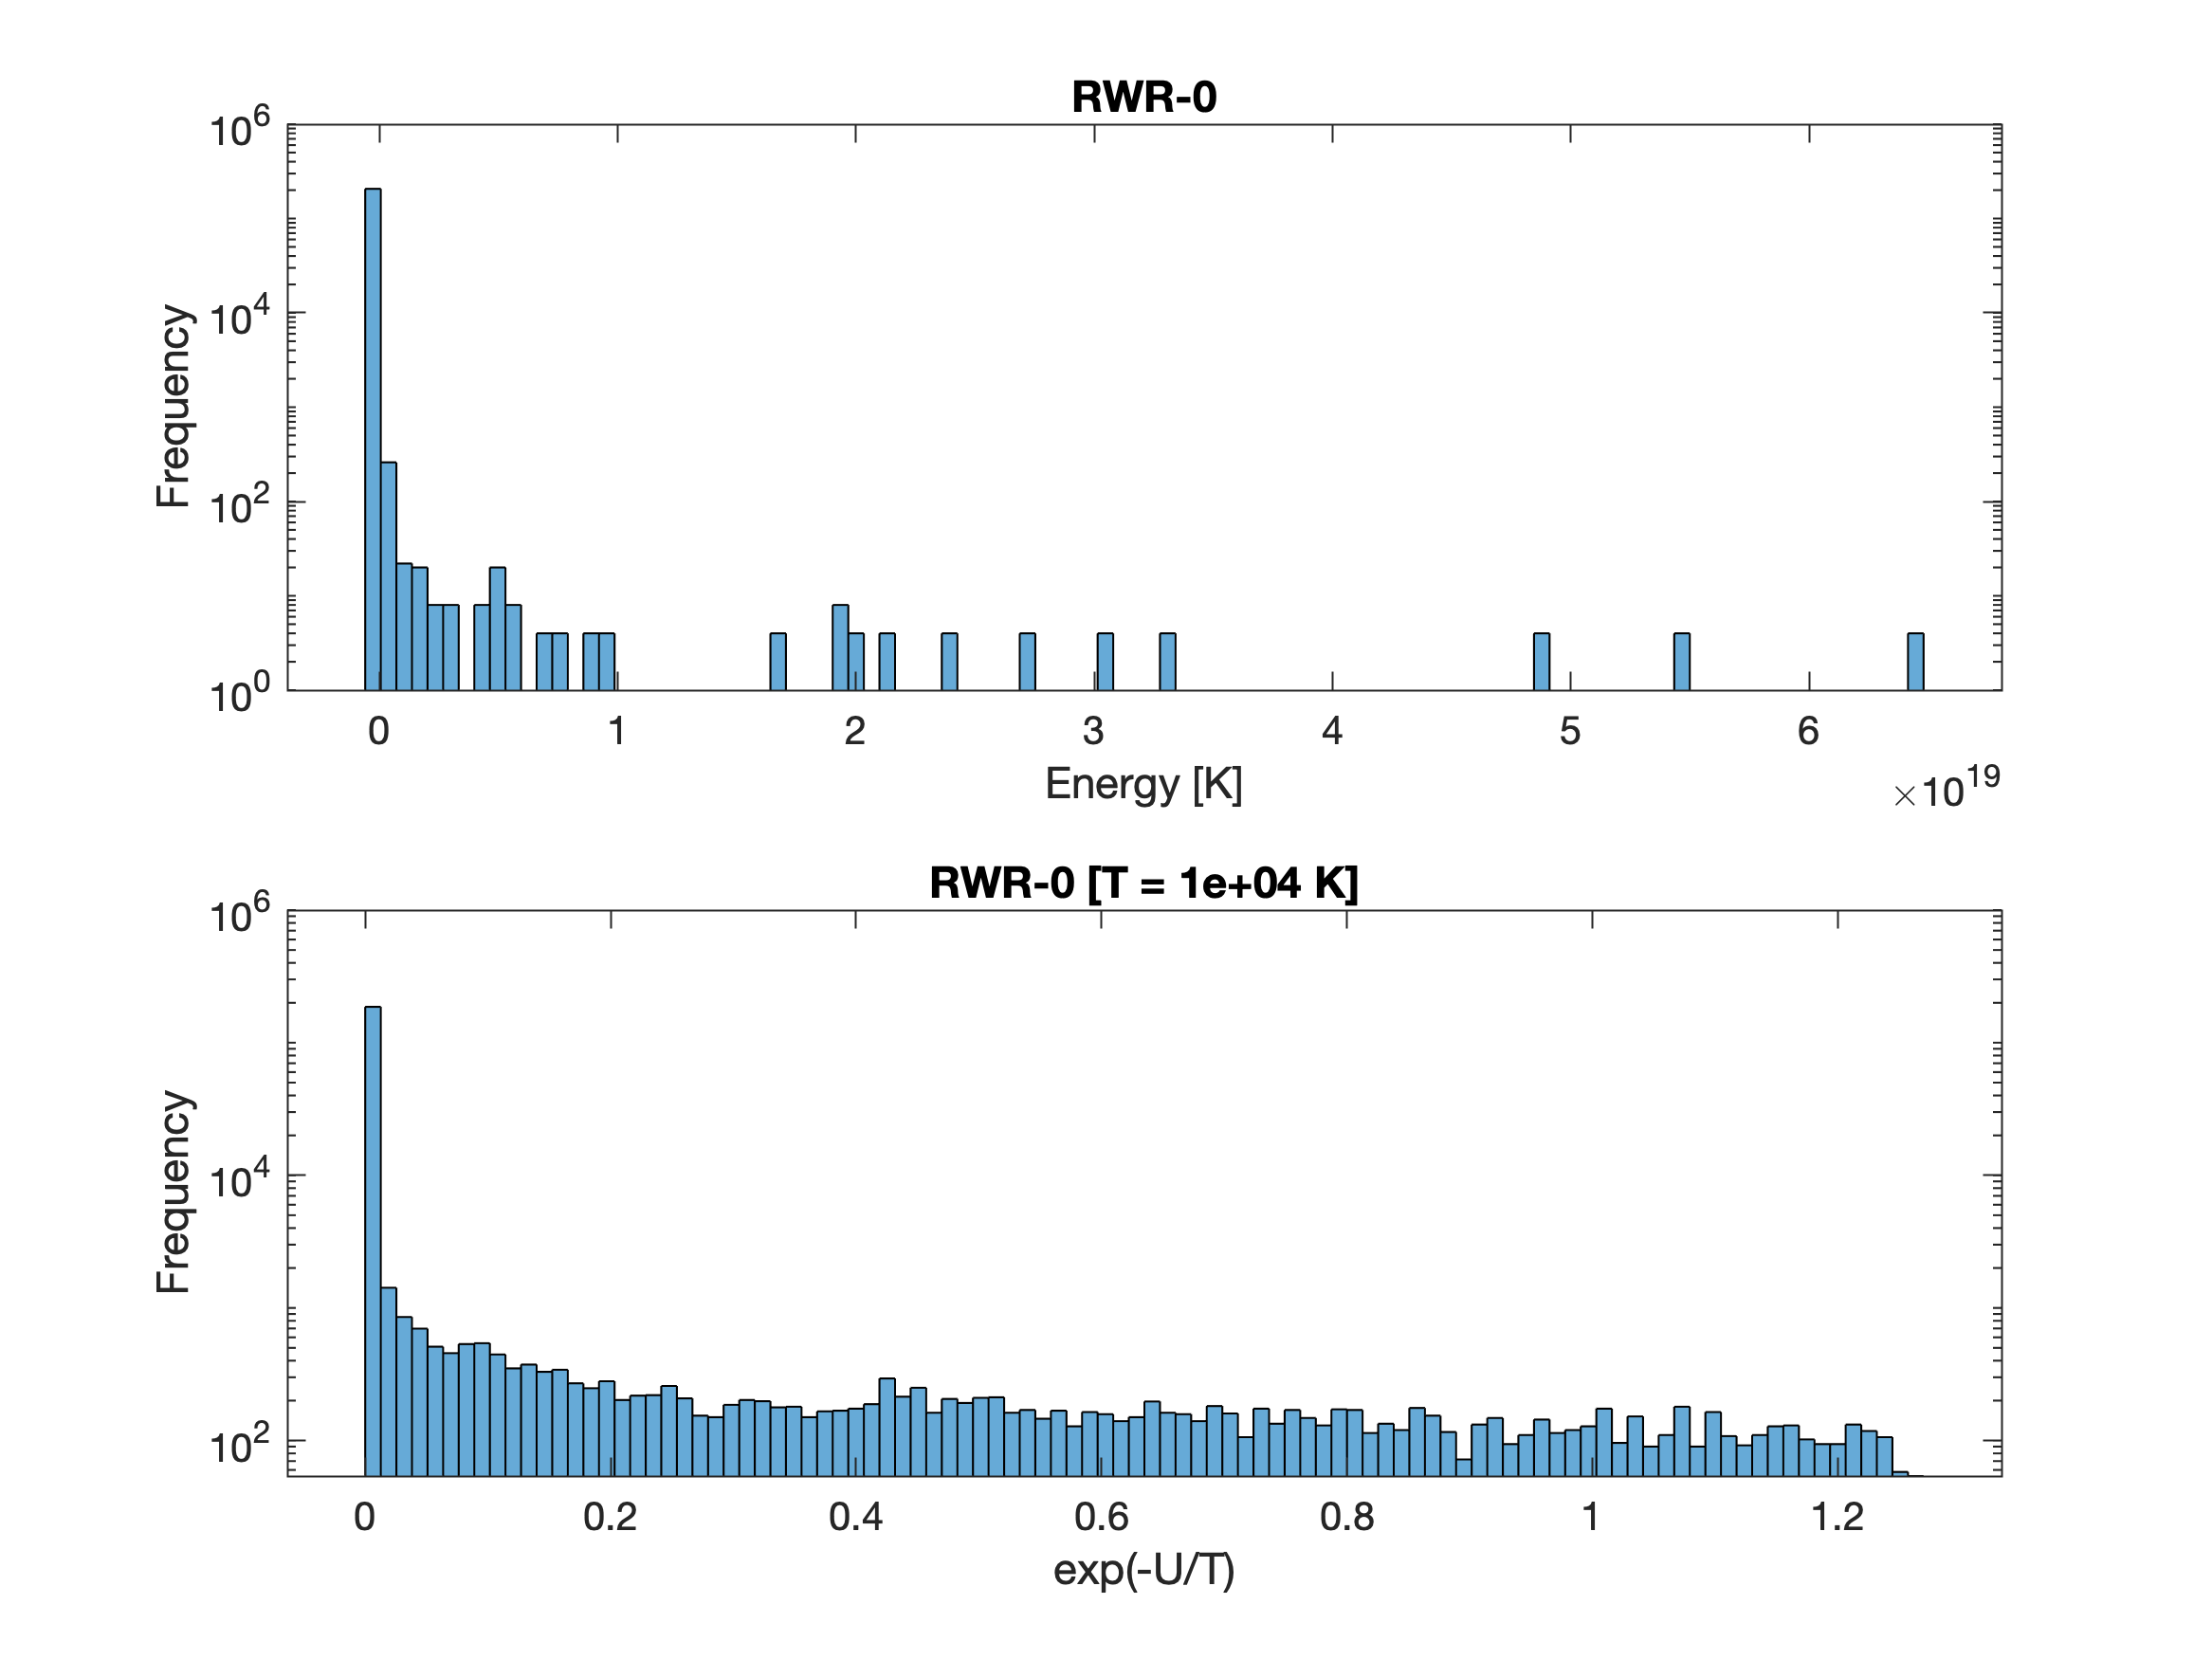 RWR-0
10^6
10^4
10^2
10^0
Frequency
0 1 2 3 4 5 6
Energy [K]
×10^19
RWR-0 [T = 1e+04 K]
10^6
10^4
10^2
Frequency
0 0.2 0.4 0.6 0.8 1 1.2
exp(-U/T)